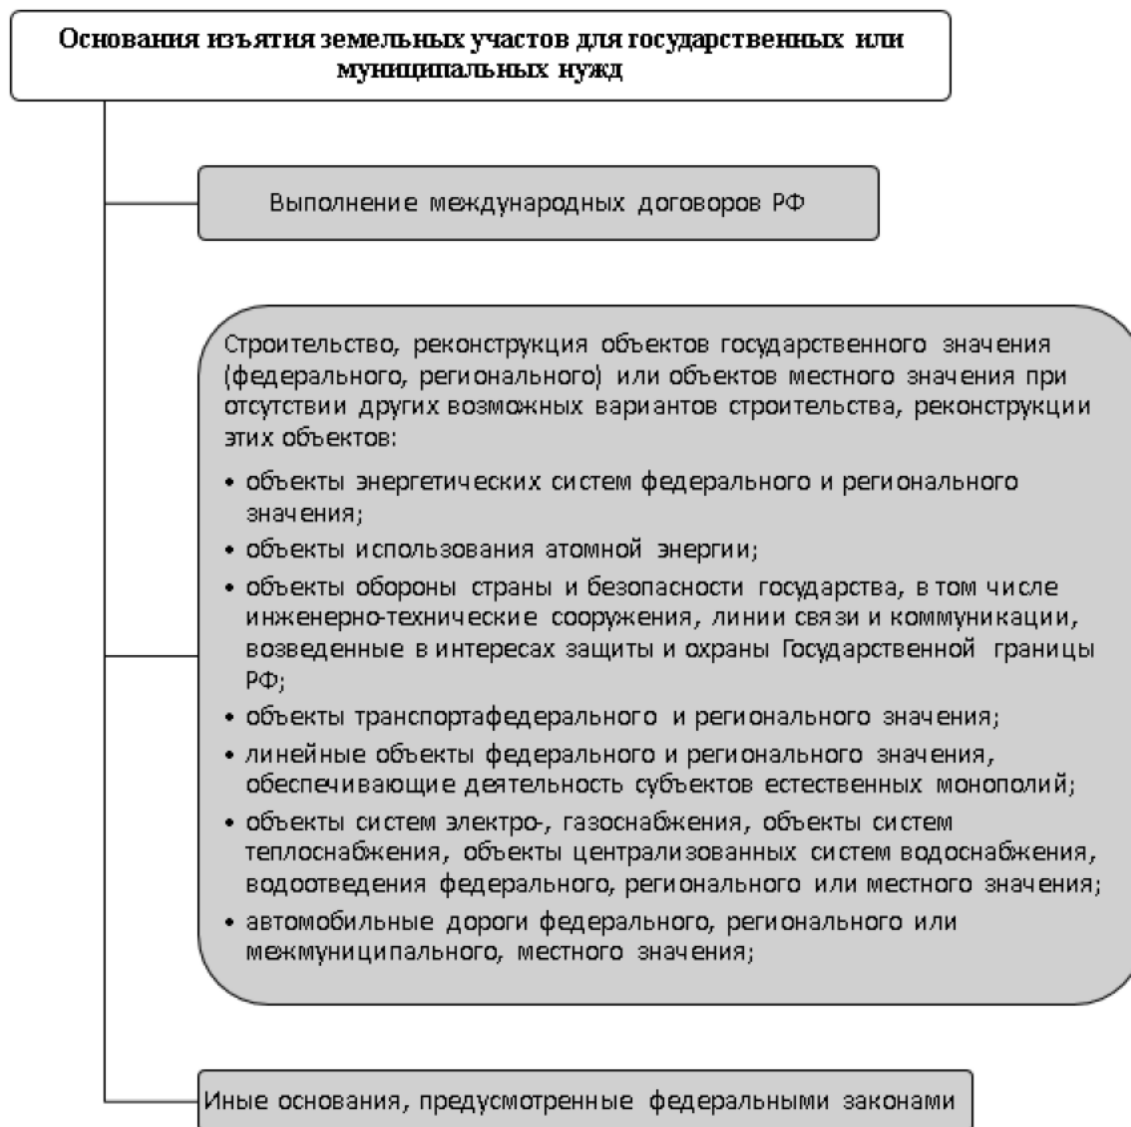 Основания изъятия земельных участов для государственных или
муниципальных нужд
Выполнение международных договоров РФ
Строительство, реконструкция объектов государственного значения
(федерального, регионального) или объектов местного значения при
отсутствии других возможных вариантов строительства, реконструкции
этих объектов:
• объекты энергетических систем федерального и регионального
значения;
• объекты использования атомной энергии;
• объекты обороны страны и безопасности государства, в том числе
инженерно-технические сооружения, линии связи и коммуникации,
возведенные в интересах защиты и охраны Государственной границы
РФ;
• объекты транспортафедерального и регионального значения;
• линейные объекты федерального и регионального значения,
обеспечивающие деятельность субъектов естественных монополий;
• объекты систем электро-, газоснабжения, объекты систем
теплоснабжения, объекты централизованных систем водоснабжения,
водоотведения федерального, регионального или местного значения;
• автомобильные дороги федерального, регионального или
межмуниципального, местного значения;
Иные основания, предусмотренные федеральными законами